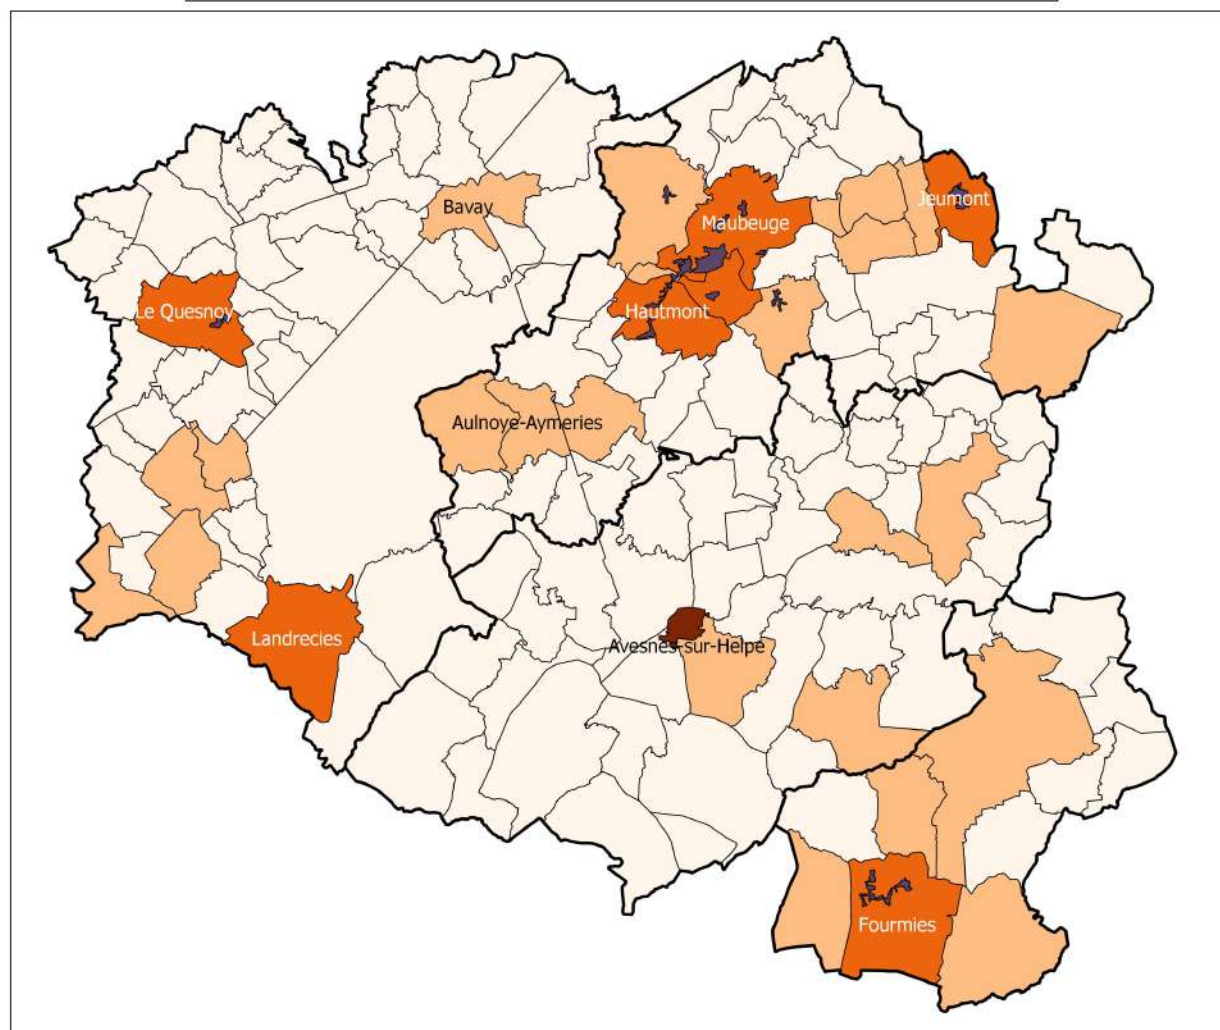 Bavay
Jeumont
Maubeuge
Le Quesnoy
Hautmont
Aulnoye-Aymeries
Landrecies
Avesnes-sur-Helpe
Fourmies